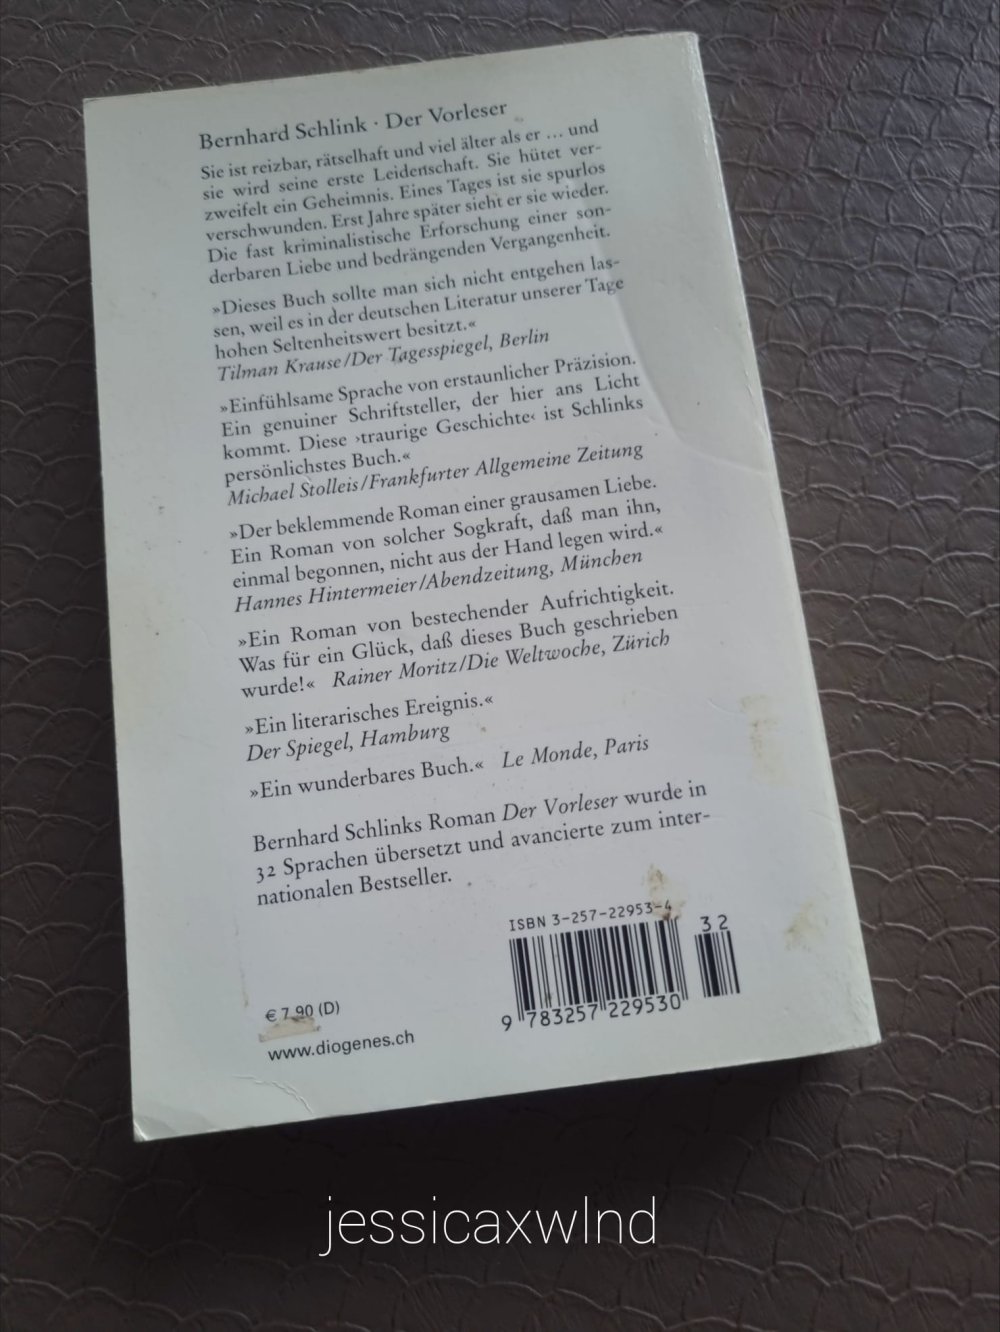 Bernhard Schlink · Der Vorleser
Sie ist reizbar, rätselhaft und viel älter als er ... und
sie wird seine erste Leidenschaft. Sie hütet ver-
zweifelt ein Geheimnis. Eines Tages ist sie spurlos
verschwunden. Erst Jahre später sieht er sie wieder.
Die fast kriminalistische Erforschung einer son-
derbaren Liebe und bedrängenden Vergangenheit.
»Dieses Buch sollte man sich nicht entgehen las-
sen, weil es in der deutschen Literatur unserer Tage
hohen Seltenheitswert besitzt.«
Tilman Krause/Der Tagesspiegel, Berlin
»Einfühlsame Sprache von erstaunlicher Präzision.
Ein genuiner Schriftsteller, der hier ans Licht
kommt. Diese ›traurige Geschichte‹ ist Schlinks
persönlichstes Buch.«
Michael Stolleis/Frankfurter Allgemeine Zeitung
»Der beklemmende Roman einer grausamen Liebe.
Ein Roman von solcher Sogkraft, daß man ihn,
einmal begonnen, nicht aus der Hand legen wird.«
Hannes Hintermeier/Abendzeitung, München
»Ein Roman von bestechender Aufrichtigkeit.
Was für ein Glück, daß dieses Buch geschrieben
wurde!« Rainer Moritz/Die Weltwoche, Zürich
»Ein literarisches Ereignis.«
Der Spiegel, Hamburg
»Ein wunderbares Buch.« Le Monde, Paris
Bernhard Schlinks Roman Der Vorleser wurde in
32 Sprachen übersetzt und avancierte zum inter-
nationalen Bestseller.
ISBN 3-257-22953-4
32
9 783257 229530
€ 7.90 (D)
www.diogenes.ch
jessicaxwlnd